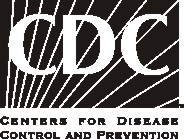 CDC
CENTERS FOR DISEASE
CONTROL AND PREVENTION